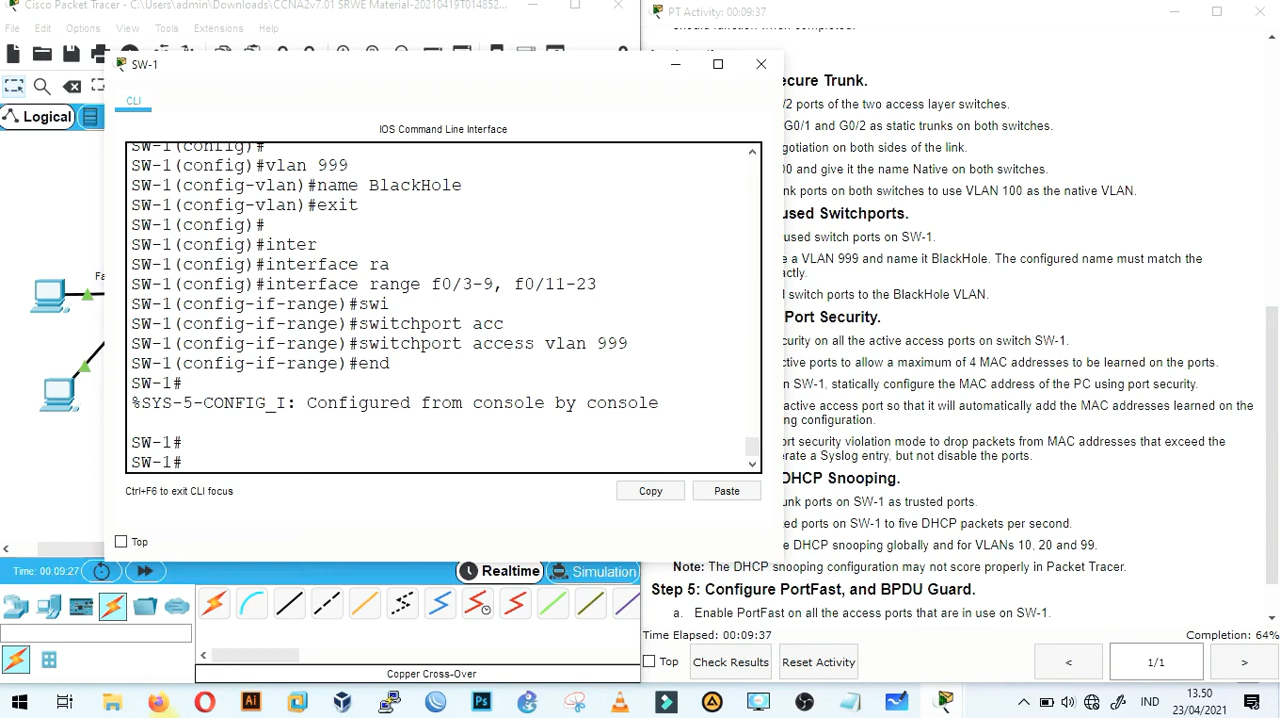 Cisco Packet Tracer - C:\Users\admin\Downloads\CCNA2v7.01 SRWE Material-20210419T014852...
PT Activity: 00:09:37
File Edit Options View Tools Extensions Help
should function when completed.
SW-1
Logical
CLI
IOS Command Line Interface
SW-1(config)#
SW-1(config)#vlan 999
SW-1(config-vlan)#name BlackHole
SW-1(config-vlan)#exit
SW-1(config)#
SW-1(config)#inter
SW-1(config)#interface ra
SW-1(config)#interface range f0/3-9, f0/11-23
SW-1(config-if-range)#swi
SW-1(config-if-range)#switchport acc
SW-1(config-if-range)#switchport access vlan 999
SW-1(config-if-range)#end
SW-1#
%SYS-5-CONFIG_I: Configured from console by console
SW-1#
SW-1#
Ctrl+F6 to exit CLI focus
Copy
Paste
Top
Fa
ecure Trunk.
/2 ports of the two access layer switches.
G0/1 and G0/2 as static trunks on both switches.
gotiation on both sides of the link.
00 and give it the name Native on both switches.
nk ports on both switches to use VLAN 100 as the native VLAN.
used Switchports.
used switch ports on SW-1.
e a VLAN 999 and name it BlackHole. The configured name must match the
ctly.
d switch ports to the BlackHole VLAN.
Port Security.
curity on all the active access ports on switch SW-1.
ctive ports to allow a maximum of 4 MAC addresses to be learned on the ports.
n SW-1, statically configure the MAC address of the PC using port security.
active access port so that it will automatically add the MAC addresses learned on the
ng configuration.
ort security violation mode to drop packets from MAC addresses that exceed the
erate a Syslog entry, but not disable the ports.
DHCP Snooping.
unk ports on SW-1 as trusted ports.
ted ports on SW-1 to five DHCP packets per second.
e DHCP snooping globally and for VLANs 10, 20 and 99.
Note: The DHCP snooping configuration may not score properly in Packet Tracer.
Step 5: Configure PortFast, and BPDU Guard.
a. Enable PortFast on all the access ports that are in use on SW-1.
Time: 00:09:27
Realtime
Simulation
Copper Cross-Over
Time Elapsed: 00:09:37
Completion: 64%
Top
Check Results
Reset Activity
<
1/1
>
IND
13.50
23/04/2021